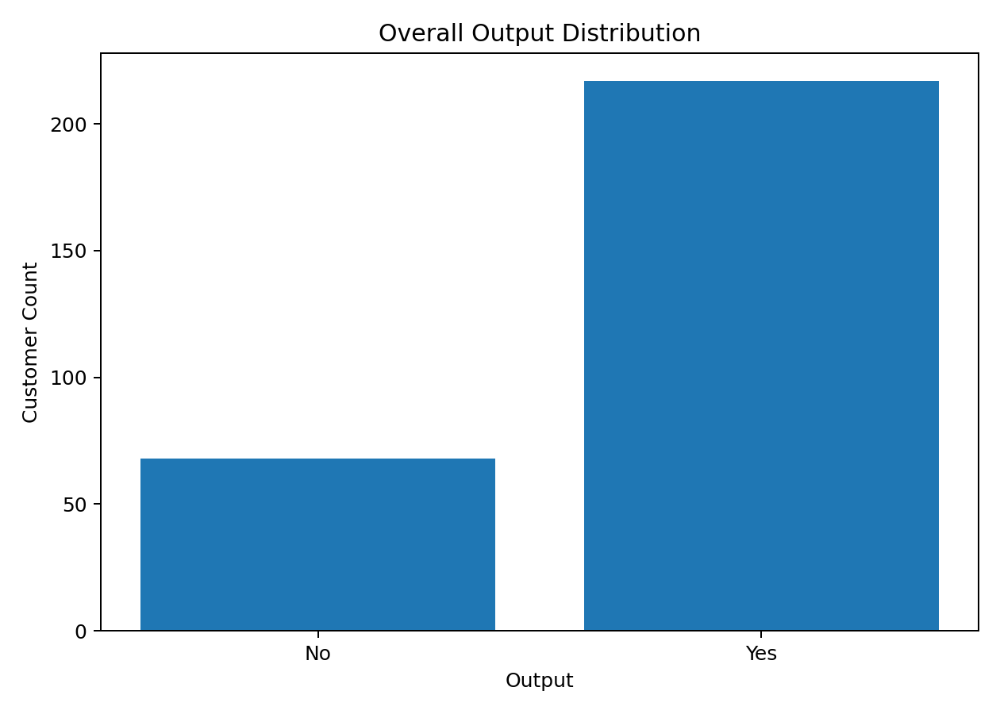 Overall Output Distribution
Customer Count
200
150
100
50
0
No
Yes
Output